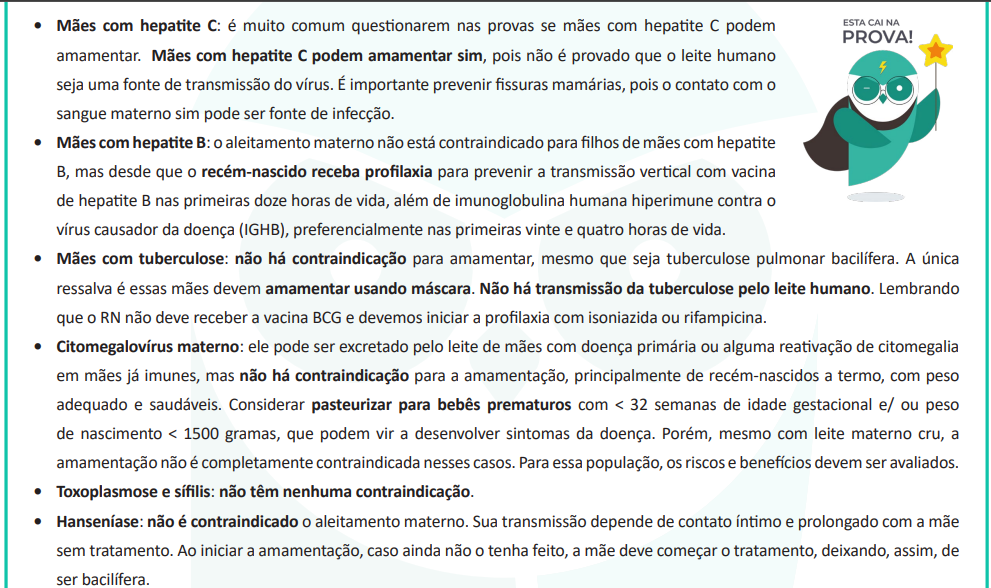 ESTA CAI NA
PROVA!
• Mães com hepatite C: é muito comum questionarem nas provas se mães com hepatite C podem
amamentar. Mães com hepatite C podem amamentar sim, pois não é provado que o leite humano
seja uma fonte de transmissão do vírus. É importante prevenir fissuras mamárias, pois o contato com o
sangue materno sim pode ser fonte de infecção.
• Mães com hepatite B: o aleitamento materno não está contraindicado para filhos de mães com hepatite
B, mas desde que o recém-nascido receba profilaxia para prevenir a transmissão vertical com vacina
de hepatite B nas primeiras doze horas de vida, além de imunoglobulina humana hiperimune contra o
vírus causador da doença (IGHB), preferencialmente nas primeiras vinte e quatro horas de vida.
• Mães com tuberculose: não há contraindicação para amamentar, mesmo que seja tuberculose pulmonar bacilífera. A única
ressalva é essas mães devem amamentar usando máscara. Não há transmissão da tuberculose pelo leite humano. Lembrando
que o RN não deve receber a vacina BCG e devemos iniciar a profilaxia com isoniazida ou rifampicina.
• Citomegalovírus materno: ele pode ser excretado pelo leite de mães com doença primária ou alguma reativação de citomegalia
em mães já imunes, mas não há contraindicação para a amamentação, principalmente de recém-nascidos a termo, com peso
adequado e saudáveis. Considerar pasteurizar para bebês prematuros com < 32 semanas de idade gestacional e/ ou peso
de nascimento < 1500 gramas, que podem vir a desenvolver sintomas da doença. Porém, mesmo com leite materno cru, a
amamentação não é completamente contraindicada nesses casos. Para essa população, os riscos e benefícios devem ser avaliados.
• Toxoplasmose e sífilis: não têm nenhuma contraindicação.
• Hanseníase: não é contraindicado o aleitamento materno. Sua transmissão depende de contato íntimo e prolongado com a mãe
sem tratamento. Ao iniciar a amamentação, caso ainda não o tenha feito, a mãe deve começar o tratamento, deixando, assim, de
ser bacilífera.